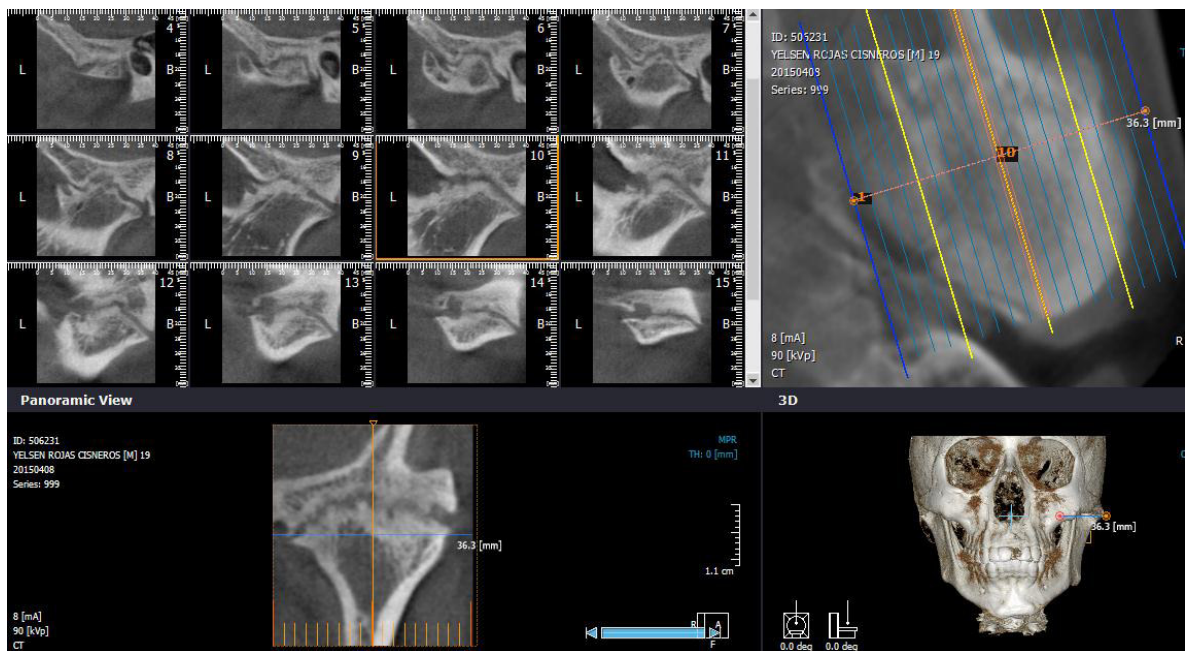 4
5
6
7
L
B
L
B
L
B
L
B
8
9
10
11
L
B
L
B
L
B
L
B
12
13
14
15
L
B
L
B
L
B
L
B
ID: 506231
YELSEN ROJAS CISNEROS [M] 19
20150408
Series: 999
36.3 [mm]
10
1
8 [mA]
90 [kVp]
CT
R
Panoramic View
3D
ID: 506231
YELSEN ROJAS CISNEROS [M] 19
20150408
Series: 999
MPR
TH: 0 [mm]
36.3 [mm]
1.1 cm
8 [mA]
90 [kVp]
CT
R
A
F
36.3 [mm]
0.0 deg
0.0 deg